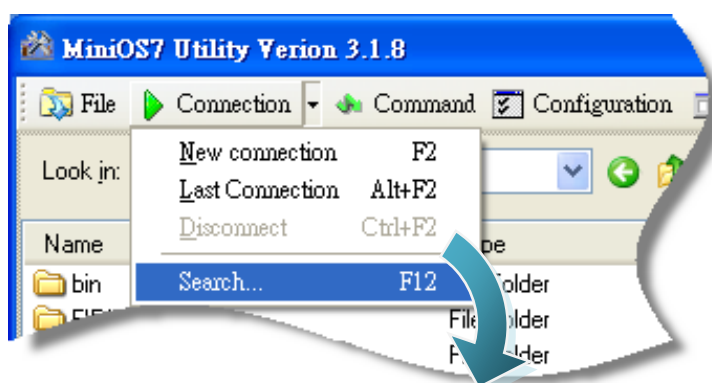 MiniOS7 Utility Verion 3.1.8
File Connection Command Configuration
New connection F2
Look in:
Last Connection Alt+F2
Disconnect Ctrl+F2
Name
Search... F12
bin
File